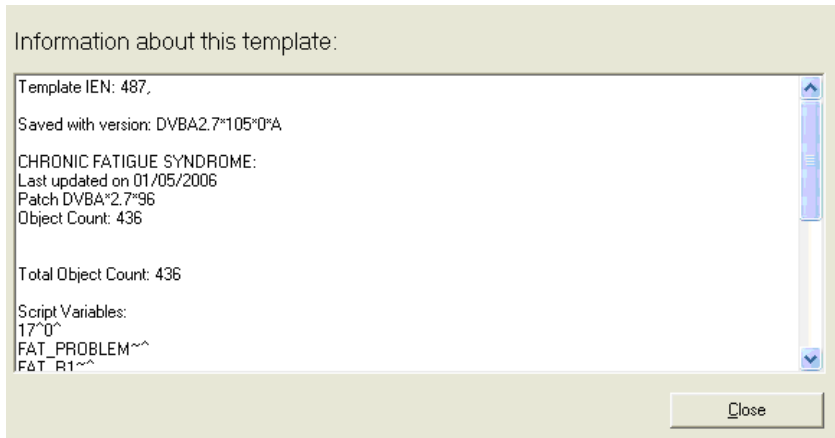 Information about this template:
Template IEN: 487,
Saved with version: DVBA2.7*105*0*A
CHRONIC FATIGUE SYNDROME:
Last updated on 01/05/2006
Patch DVBA*2.7*96
Object Count: 436
Total Object Count: 436
Script Variables:
17^0^
FAT_PROBLEM~^
FAT_R1~^
Close